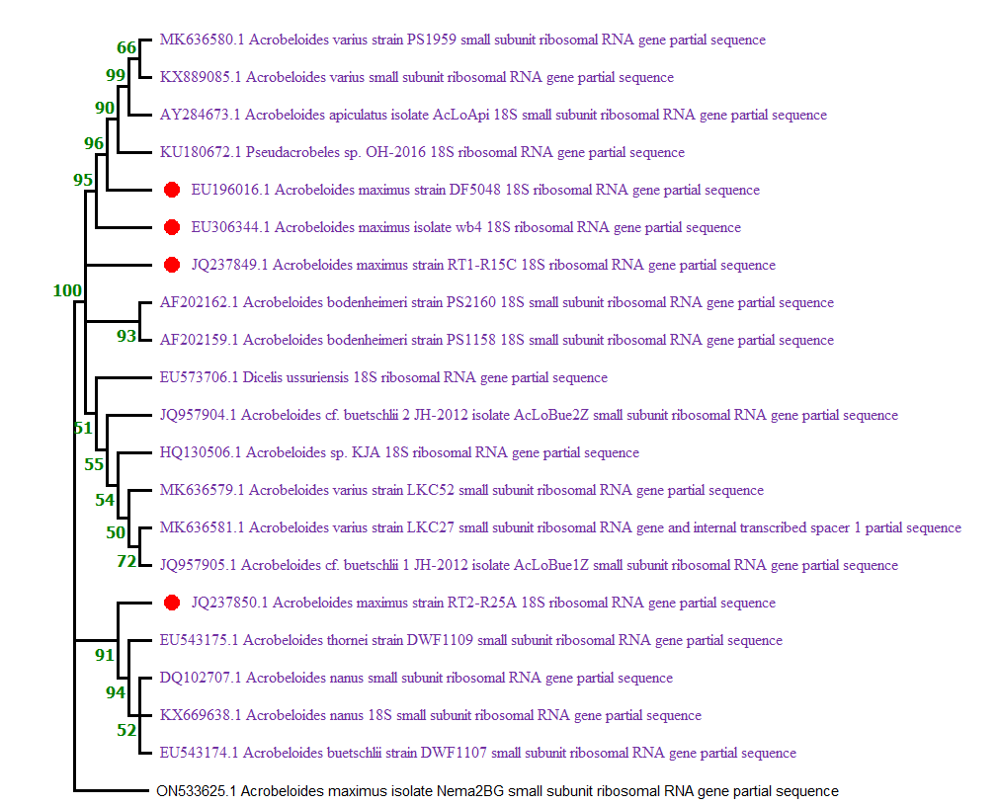 66
MK636580.1 Acrobeloides varius strain PS1959 small subunit ribosomal RNA gene partial sequence
99
KX889085.1 Acrobeloides varius small subunit ribosomal RNA gene partial sequence
90
AY284673.1 Acrobeloides apiculatus isolate AcLoApi 18S small subunit ribosomal RNA gene partial sequence
96
KU180672.1 Pseudacrobeles sp. OH-2016 18S ribosomal RNA gene partial sequence
95
EU196016.1 Acrobeloides maximus strain DF5048 18S ribosomal RNA gene partial sequence
EU306344.1 Acrobeloides maximus isolate wb4 18S ribosomal RNA gene partial sequence
JQ237849.1 Acrobeloides maximus strain RT1-R15C 18S ribosomal RNA gene partial sequence
100
AF202162.1 Acrobeloides bodenheimeri strain PS2160 18S small subunit ribosomal RNA gene partial sequence
93
AF202159.1 Acrobeloides bodenheimeri strain PS1158 18S small subunit ribosomal RNA gene partial sequence
EU573706.1 Dicelis ussuriensis 18S ribosomal RNA gene partial sequence
JQ957904.1 Acrobeloides cf. buetschlii 2 JH-2012 isolate AcLoBue2Z small subunit ribosomal RNA gene partial sequence
51
HQ130506.1 Acrobeloides sp. KJA 18S ribosomal RNA gene partial sequence
55
MK636579.1 Acrobeloides varius strain LKC52 small subunit ribosomal RNA gene partial sequence
54
MK636581.1 Acrobeloides varius strain LKC27 small subunit ribosomal RNA gene and internal transcribed spacer 1 partial sequence
50
72
JQ957905.1 Acrobeloides cf. buetschlii 1 JH-2012 isolate AcLoBue1Z small subunit ribosomal RNA gene partial sequence
JQ237850.1 Acrobeloides maximus strain RT2-R25A 18S ribosomal RNA gene partial sequence
EU543175.1 Acrobeloides thornei strain DWF1109 small subunit ribosomal RNA gene partial sequence
91
DQ102707.1 Acrobeloides nanus small subunit ribosomal RNA gene partial sequence
94
KX669638.1 Acrobeloides nanus 18S small subunit ribosomal RNA gene partial sequence
52
EU543174.1 Acrobeloides buetschlii strain DWF1107 small subunit ribosomal RNA gene partial sequence
ON533625.1 Acrobeloides maximus isolate Nema2BG small subunit ribosomal RNA gene partial sequence